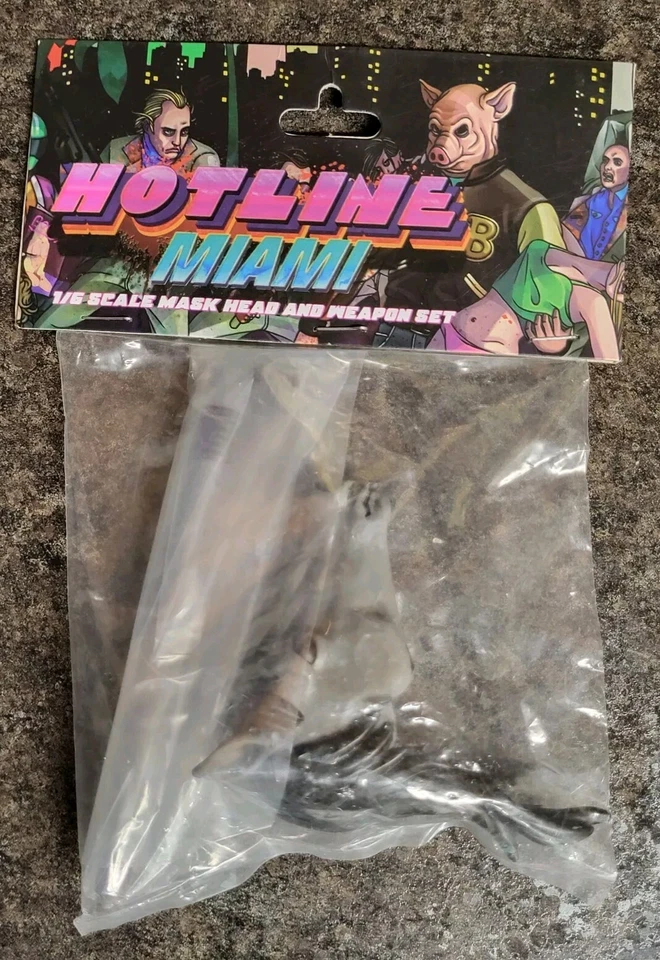 HOTLINE
MIAMI
1/6 SCALE MASK HEAD AND WEAPON SET
B